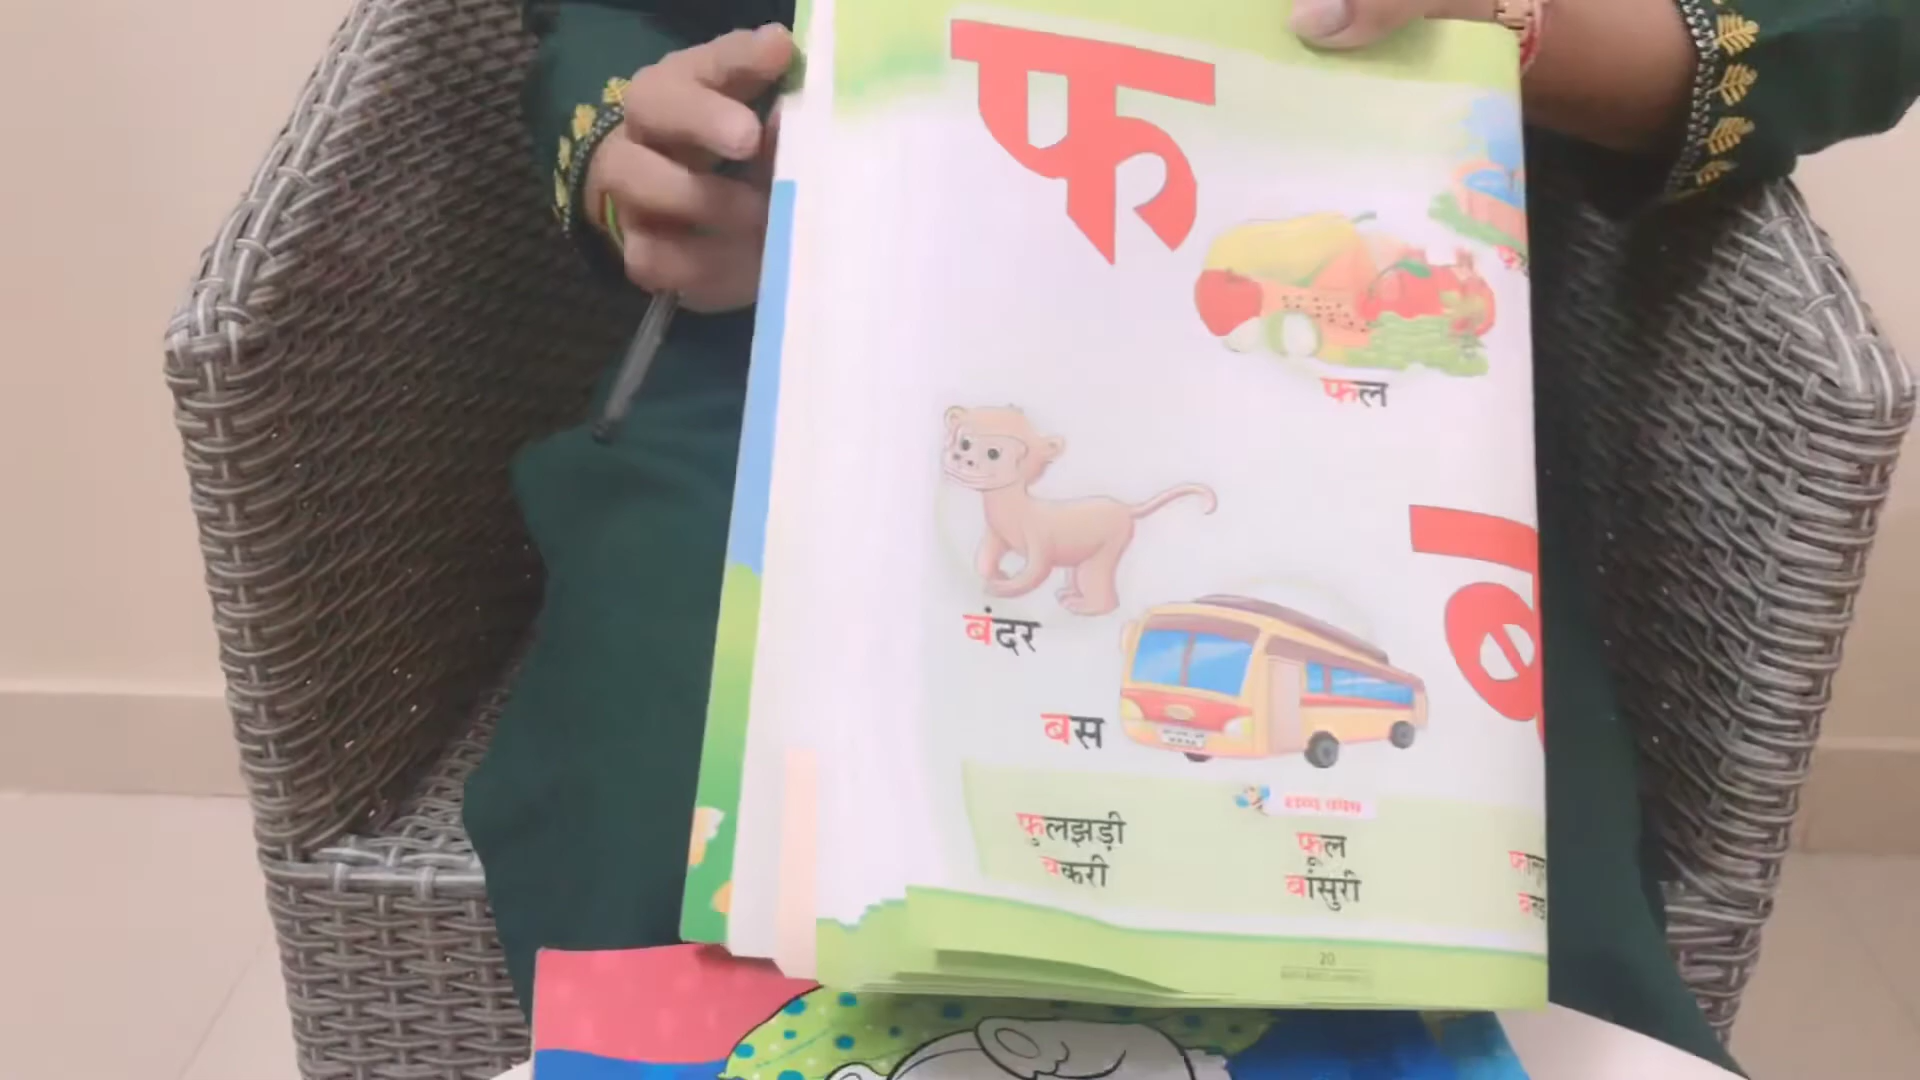 फ
फल
बंदर
ब
बस
फुलझड़ी फूल
बकरी बांसुरी
20